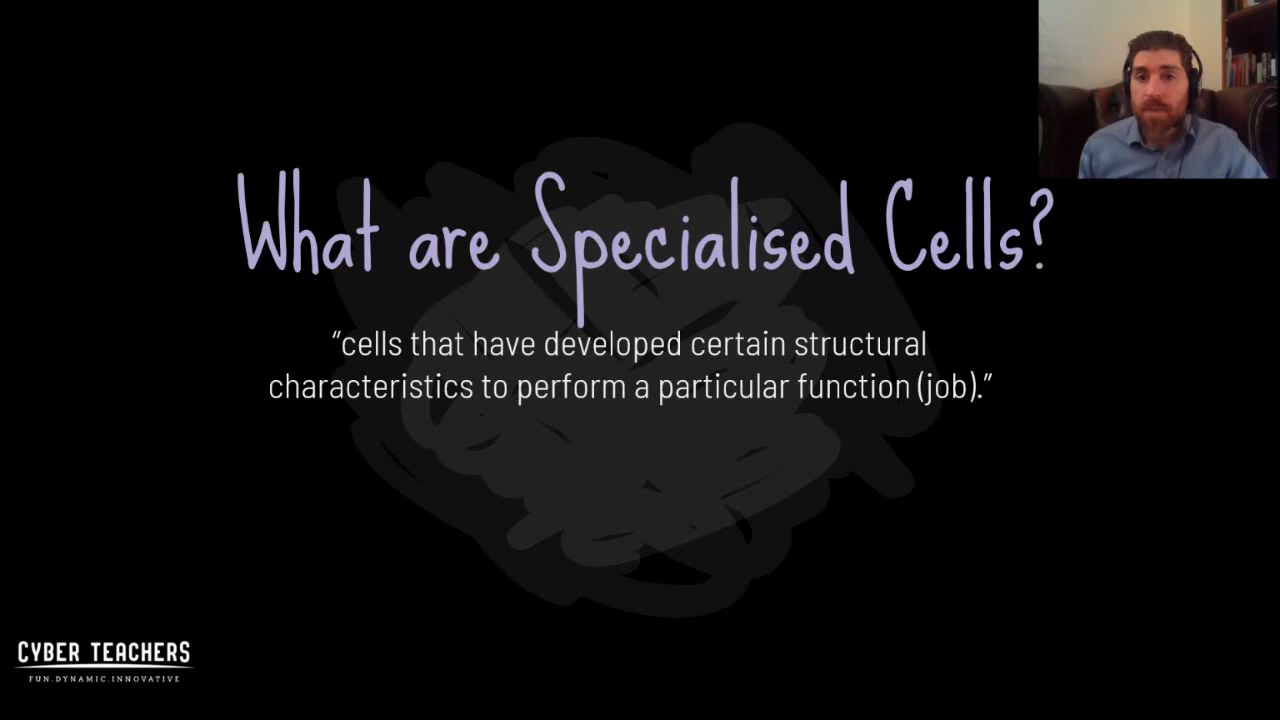 What are Specialised Cells?
“cells that have developed certain structural
characteristics to perform a particular function (job).”
CYBER TEACHERS
FUN.DYNAMIC.INNOVATIVE